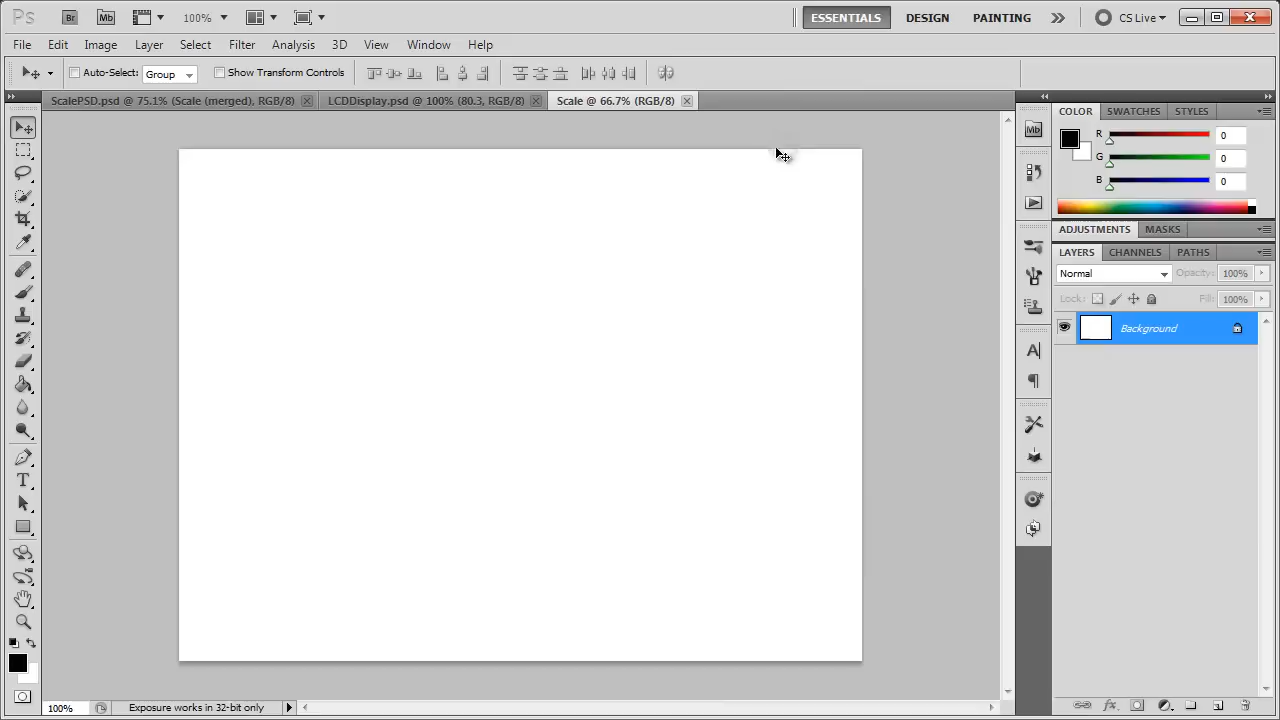 Ps Br Mb 100% ESSENTIALS DESIGN PAINTING CS Live
File Edit Image Layer Select Filter Analysis 3D View Window Help
Auto-Select: Group Show Transform Controls
ScalePSD.psd @ 75.1% (Scale (merged), RGB/8) LCDDisplay.psd @ 100% (80.3, RGB/8) Scale @ 66.7% (RGB/8)
COLOR SWATCHES STYLES
Mb
R 0
G 0
B 0
ADJUSTMENTS MASKS
LAYERS CHANNELS PATHS
Normal Opacity: 100%
Lock: Fill: 100%
Background
100% Exposure works in 32-bit only